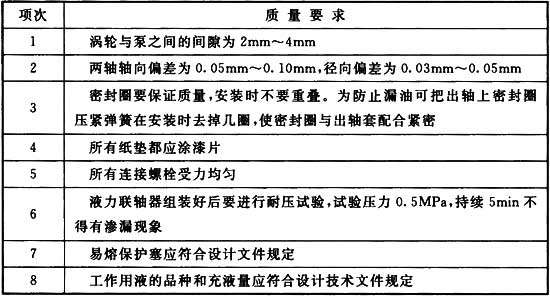 项次 质量要求
1 涡轮与泵之间的间隙为2mm～4mm
2 两轴轴向偏差为0.05mm～0.10mm,径向偏差为0.03mm～0.05mm
3 密封圈要保证质量,安装时不要重叠。为防止漏油可把出轴上密封圈
压紧弹簧在安装时去掉几圈,使密封圈与出轴套配合紧密
4 所有纸垫都应涂漆片
5 所有连接螺栓受力均匀
6 液力联轴器组装好后要进行耐压试验,试验压力0.5MPa,持续5min不
得有渗漏现象
7 易熔保护塞应符合设计文件规定
8 工作用液的品种和充液量应符合设计技术文件规定